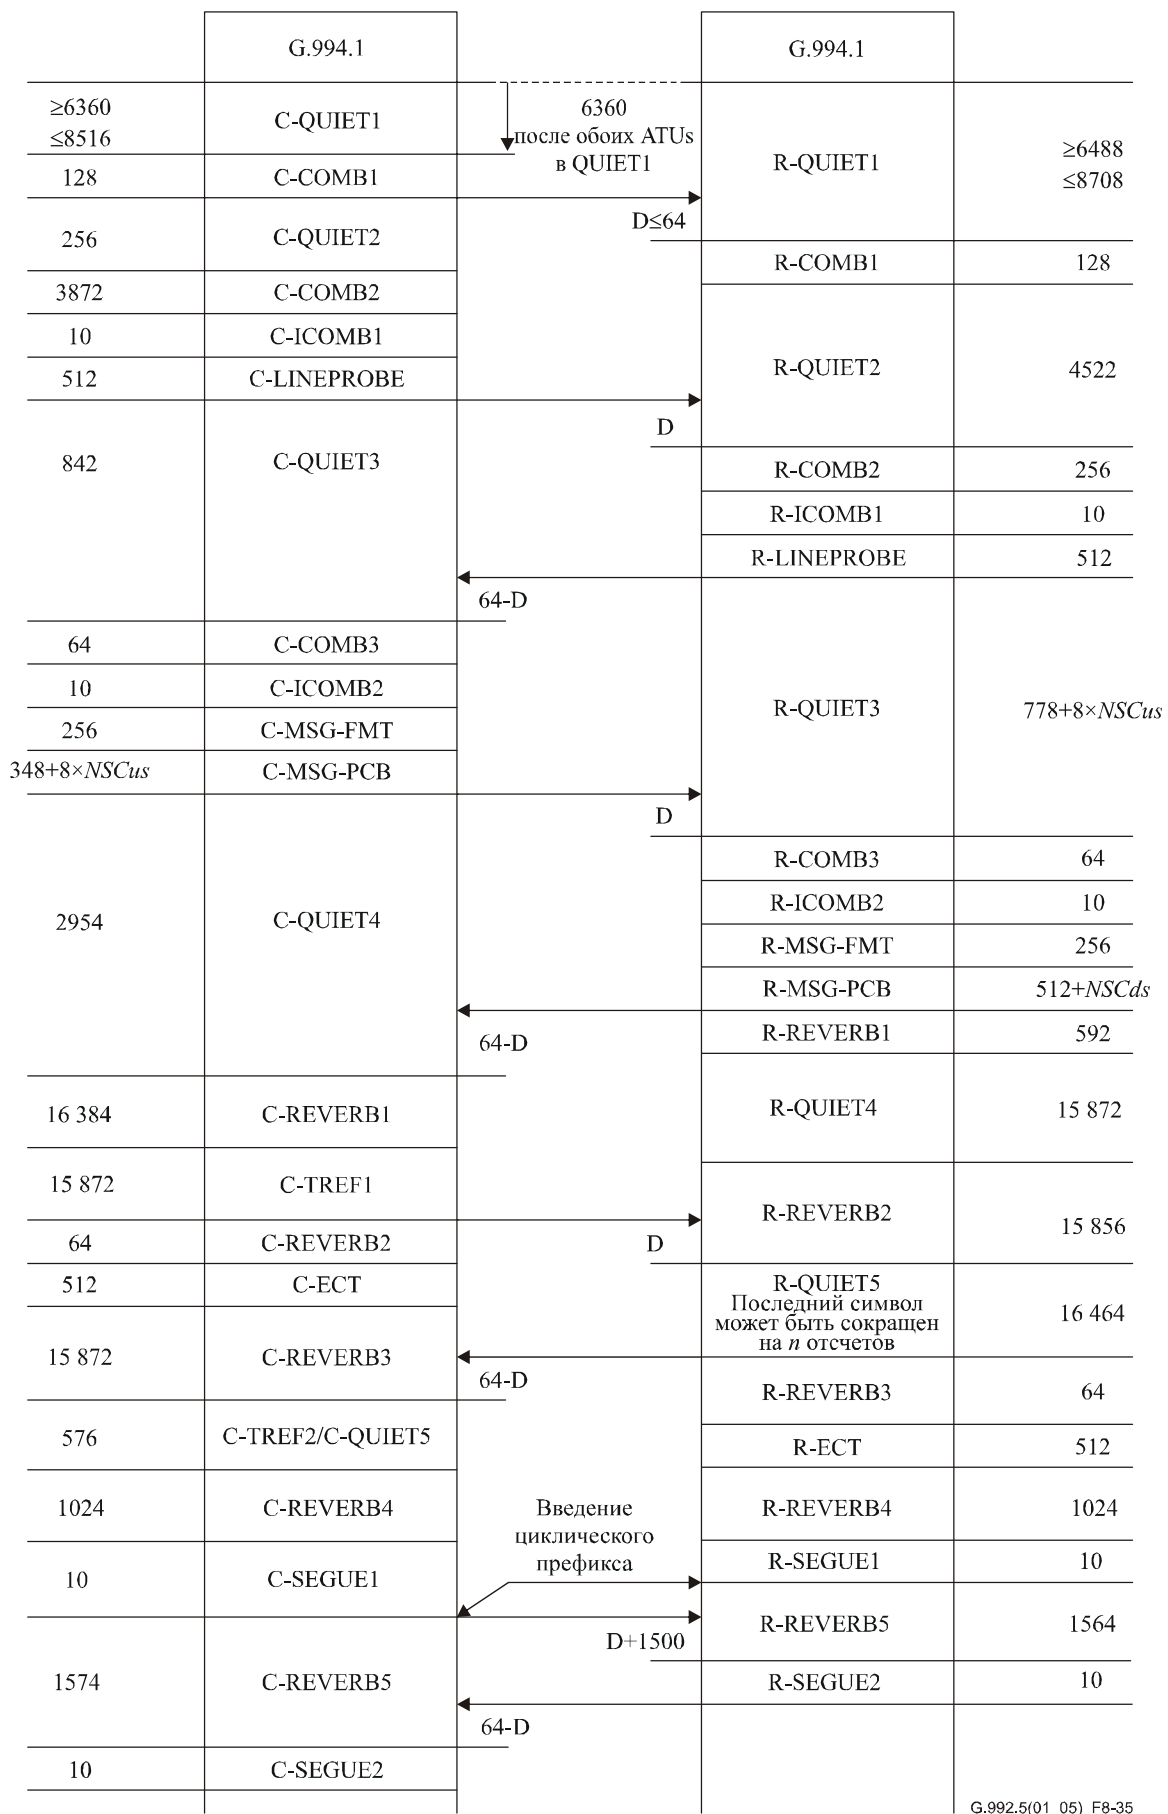 G.994.1
G.994.1
≥6360
≤8516
C-QUIET1
6360
после обоих ATUs
в QUIET1
R-QUIET1
≥6488
≤8708
128
C-COMB1
D≤64
256
C-QUIET2
R-COMB1
128
3872
C-COMB2
10
C-ICOMB1
R-QUIET2
4522
512
C-LINEPROBE
D
842
C-QUIET3
R-COMB2
256
R-ICOMB1
10
R-LINEPROBE
512
64-D
64
C-COMB3
10
C-ICOMB2
R-QUIET3
778+8×NSCus
256
C-MSG-FMT
348+8×NSCus
C-MSG-PCB
D
R-COMB3
64
2954
C-QUIET4
R-ICOMB2
10
R-MSG-FMT
256
R-MSG-PCB
512+NSCds
64-D
R-REVERB1
592
16 384
C-REVERB1
R-QUIET4
15 872
15 872
C-TREF1
R-REVERB2
15 856
64
C-REVERB2
D
512
C-ECT
R-QUIET5
Последний символ
может быть сокращен
на n отсчетов
16 464
15 872
C-REVERB3
64-D
R-REVERB3
64
576
C-TREF2/C-QUIET5
R-ECT
512
1024
C-REVERB4
Введение
циклического
префикса
R-REVERB4
1024
10
C-SEGUE1
R-SEGUE1
10
D+1500
R-REVERB5
1564
1574
C-REVERB5
R-SEGUE2
10
64-D
10
C-SEGUE2
G.992.5(01_05)_F8-35